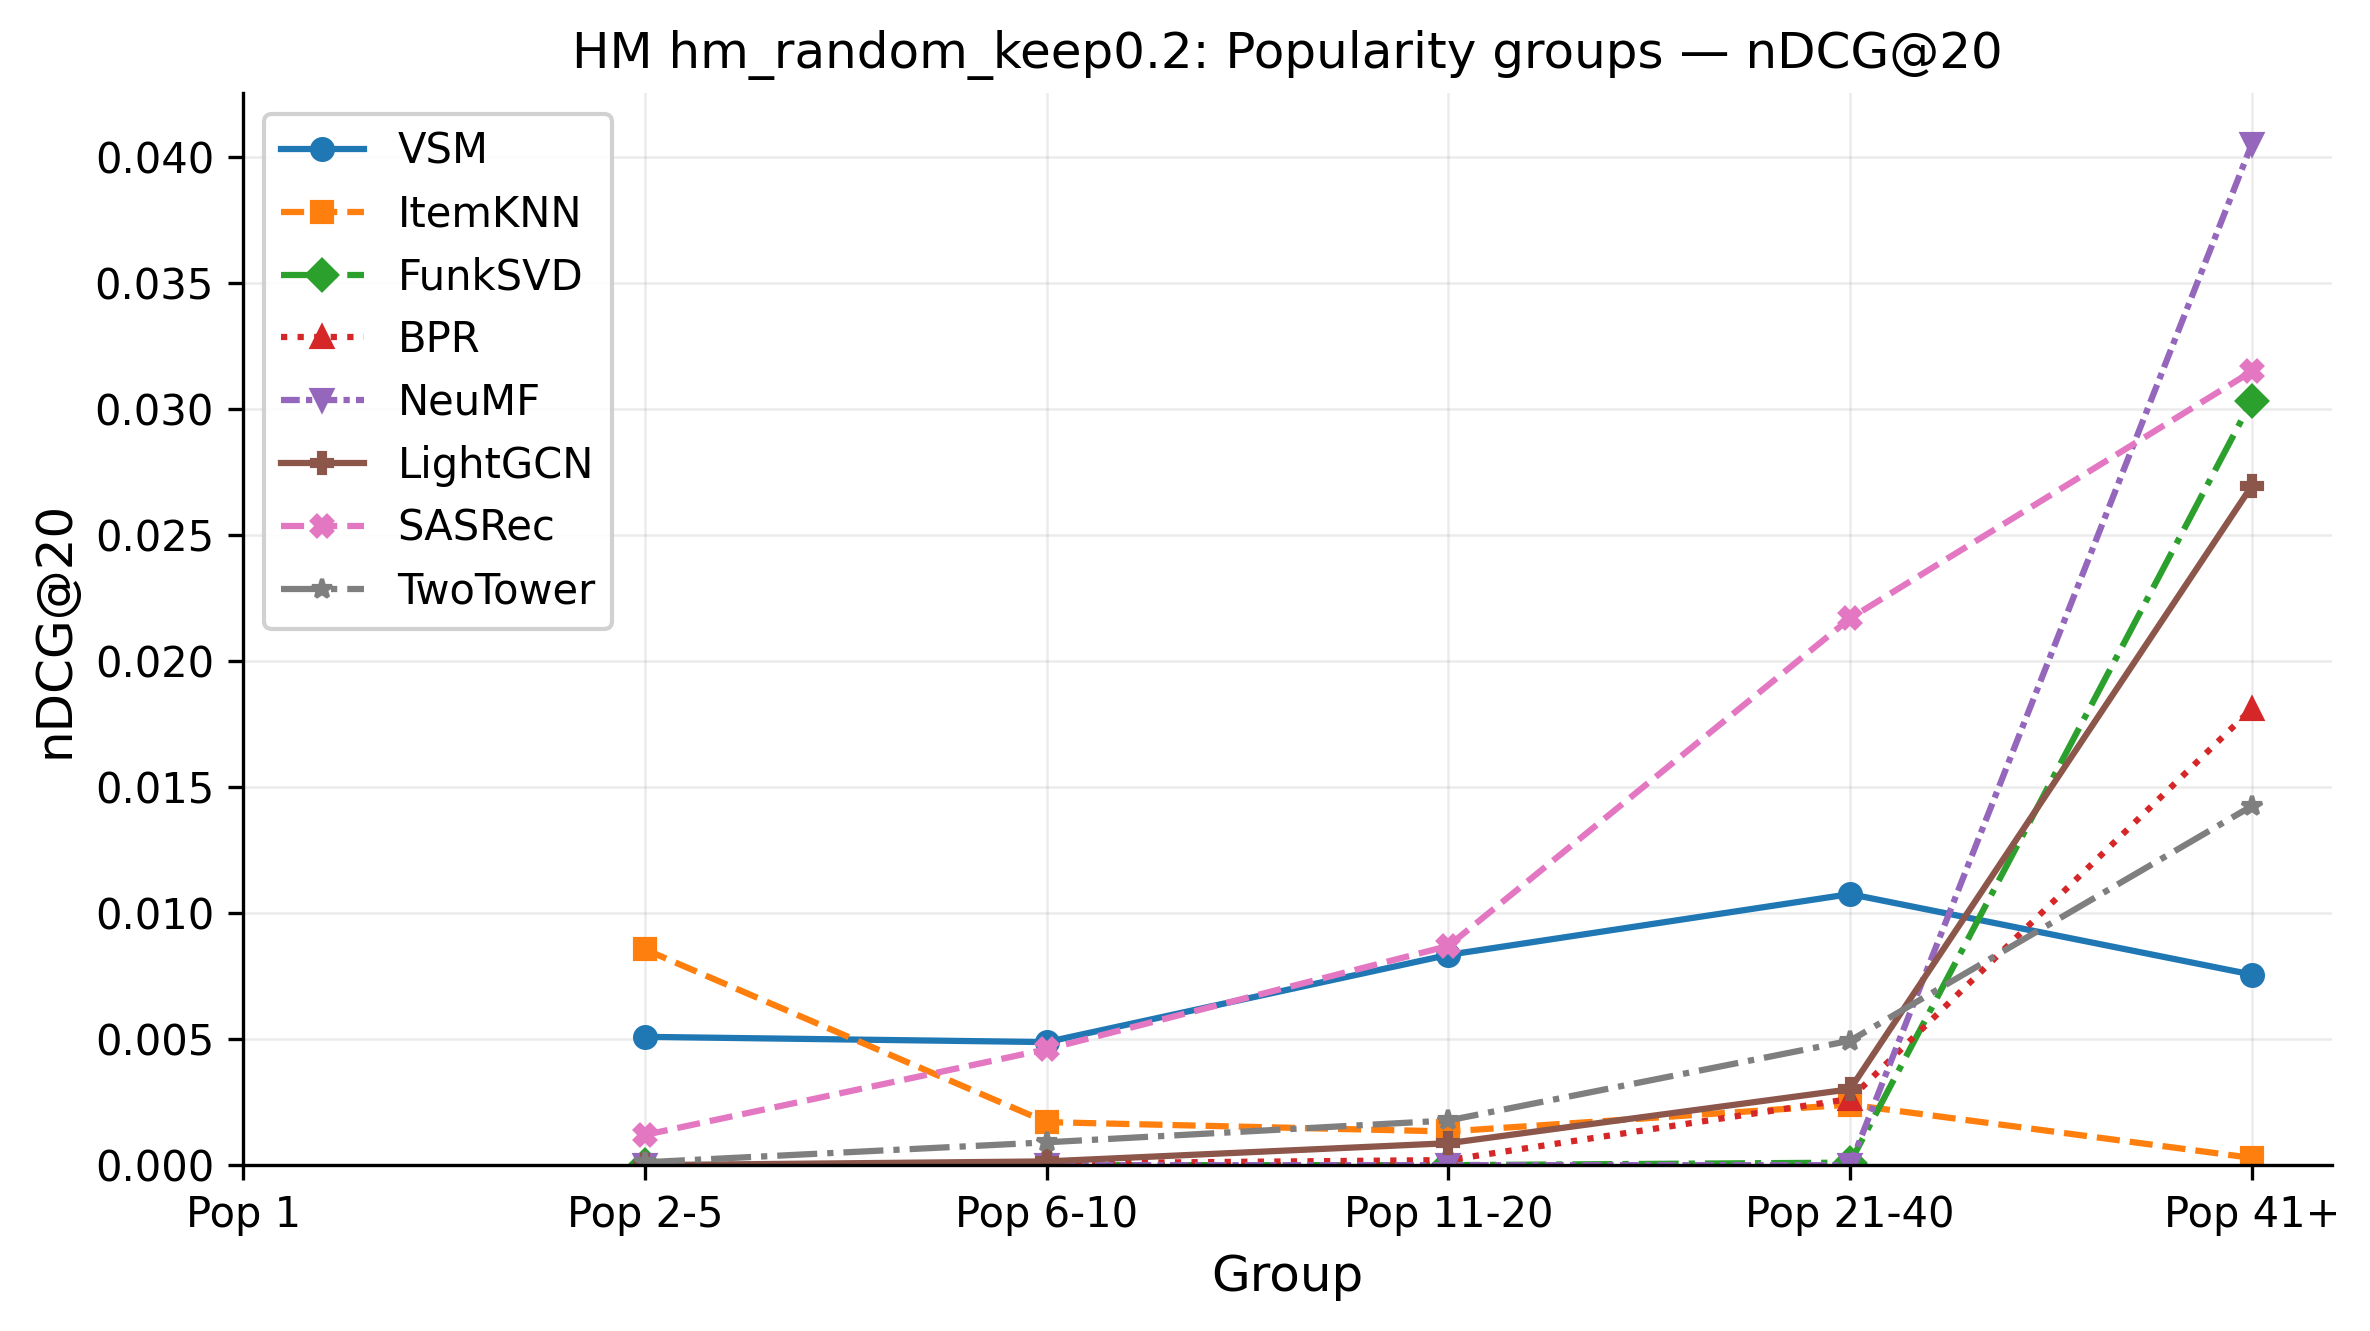 HM hm_random_keep0.2: Popularity groups — nDCG@20
VSM
ItemKNN
FunkSVD
BPR
NeuMF
LightGCN
SASRec
TwoTower
nDCG@20
0.040
0.035
0.030
0.025
0.020
0.015
0.010
0.005
0.000
Pop 1 Pop 2-5 Pop 6-10 Pop 11-20 Pop 21-40 Pop 41+
Group